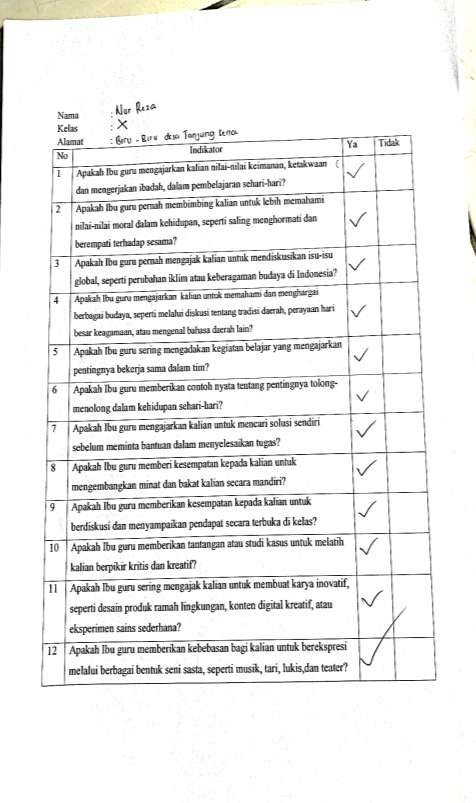 Nama : Nur Reza
Kelas : X
Alamat : Beru - Beru desa Tanjung tena
No Indikator Ya Tidak
1 Apakah Ibu guru mengajarkan kalian nilai-nilai keimanan, ketakwaan ✓
dan mengerjakan ibadah, dalam pembelajaran sehari-hari?
2 Apakah Ibu guru pernah membimbing kalian untuk lebih memahami ✓
nilai-nilai moral dalam kehidupan, seperti saling menghormati dan
berempati terhadap sesama?
3 Apakah Ibu guru pernah mengajak kalian untuk mendiskusikan isu-isu ✓
global, seperti perubahan iklim atau keberagaman budaya di Indonesia?
4 Apakah Ibu guru mengajarkan kalian untuk memahami dan menghargai ✓
berbagai budaya, seperti melalui diskusi tentang tradisi daerah, perayaan hari
besar keagamaan, atau mengenal bahasa daerah lain?
5 Apakah Ibu guru sering mengadakan kegiatan belajar yang mengajarkan ✓
pentingnya bekerja sama dalam tim?
6 Apakah Ibu guru memberikan contoh nyata tentang pentingnya tolong- ✓
menolong dalam kehidupan sehari-hari?
7 Apakah Ibu guru mengajarkan kalian untuk mencari solusi sendiri ✓
sebelum meminta bantuan dalam menyelesaikan tugas?
8 Apakah Ibu guru memberi kesempatan kepada kalian untuk ✓
mengembangkan minat dan bakat kalian secara mandiri?
9 Apakah Ibu guru memberikan kesempatan kepada kalian untuk ✓
berdiskusi dan menyampaikan pendapat secara terbuka di kelas?
10 Apakah Ibu guru memberikan tantangan atau studi kasus untuk melatih ✓
kalian berpikir kritis dan kreatif?
11 Apakah Ibu guru sering mengajak kalian untuk membuat karya inovatif, ✓
seperti desain produk ramah lingkungan, konten digital kreatif, atau
eksperimen sains sederhana?
12 Apakah Ibu guru memberikan kebebasan bagi kalian untuk berekspresi ✓
melalui berbagai bentuk seni sasta, seperti musik, tari, lukis,dan teater?